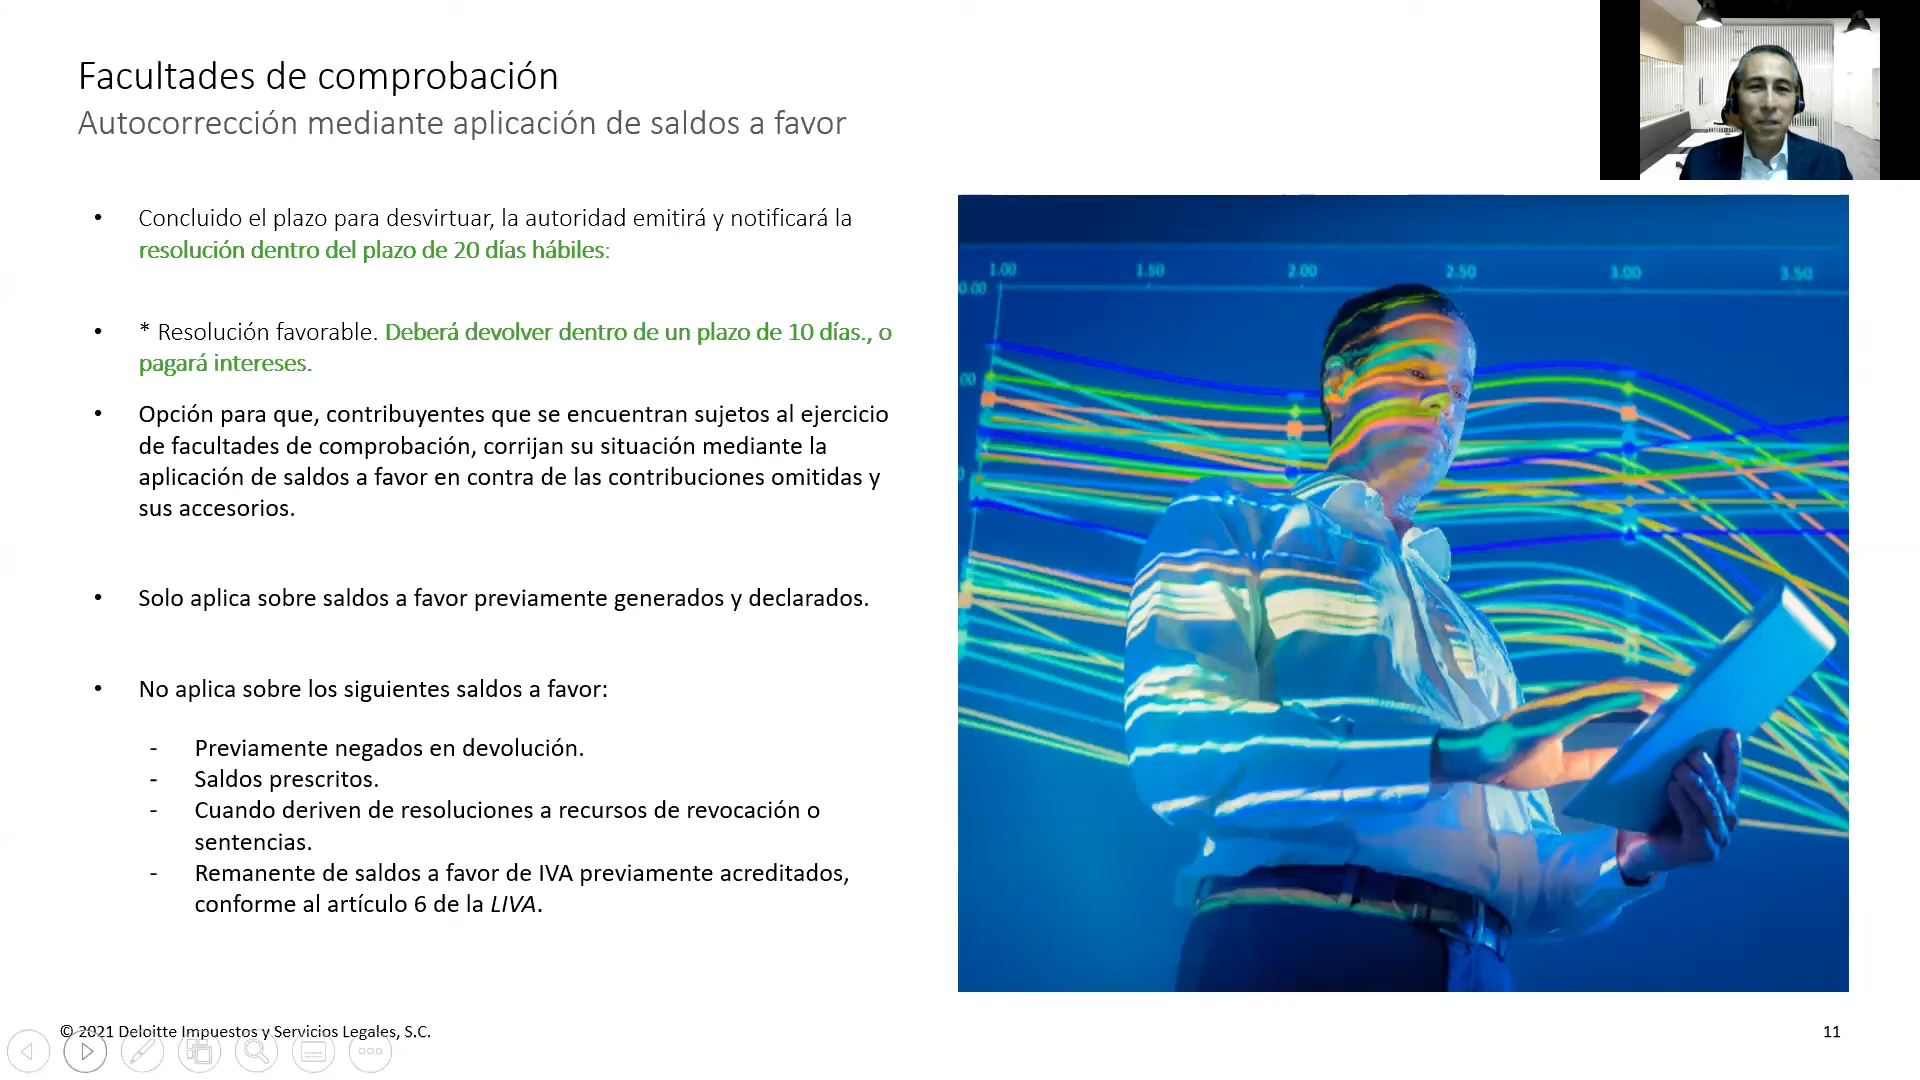 Facultades de comprobación
Autocorrección mediante aplicación de saldos a favor
• Concluido el plazo para desvirtuar, la autoridad emitirá y notificará la
resolución dentro del plazo de 20 días hábiles:
• * Resolución favorable. Deberá devolver dentro de un plazo de 10 días., o
pagará intereses.
• Opción para que, contribuyentes que se encuentran sujetos al ejercicio
de facultades de comprobación, corrijan su situación mediante la
aplicación de saldos a favor en contra de las contribuciones omitidas y
sus accesorios.
• Solo aplica sobre saldos a favor previamente generados y declarados.
• No aplica sobre los siguientes saldos a favor:
- Previamente negados en devolución.
- Saldos prescritos.
- Cuando deriven de resoluciones a recursos de revocación o
sentencias.
- Remanente de saldos a favor de IVA previamente acreditados,
conforme al artículo 6 de la LIVA.
1.00 1.50 2.00 2.50 3.00 3.50
0.00
00
© 2021 Deloitte Impuestos y Servicios Legales, S.C.
11